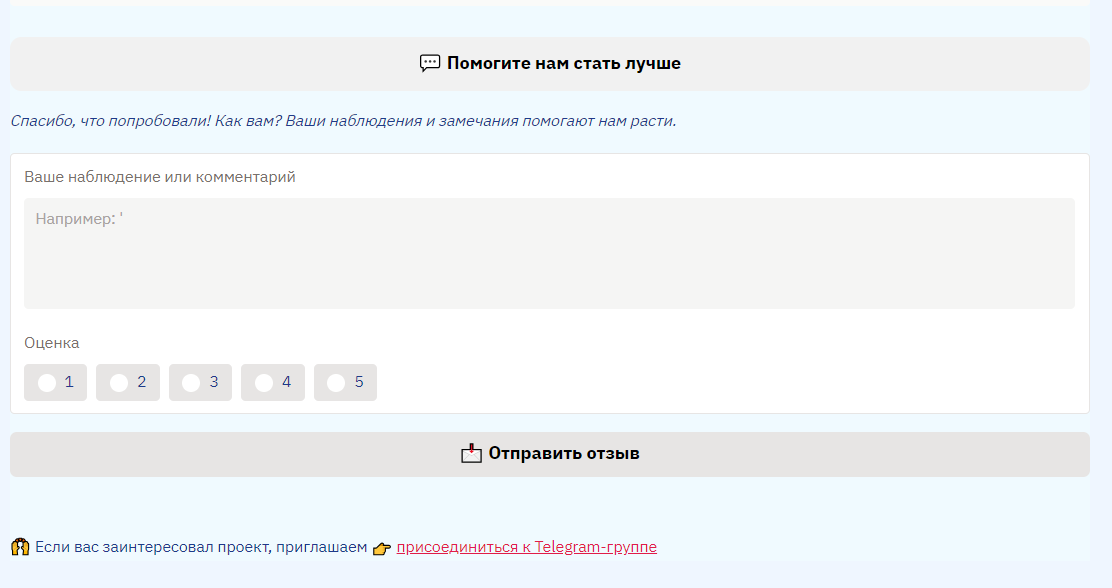 💬 Помогите нам стать лучше
Спасибо, что попробовали! Как вам? Ваши наблюдения и замечания помогают нам расти.
Ваше наблюдение или комментарий
Например: '
Оценка
1 2 3 4 5
📩 Отправить отзыв
🙌 Если вас заинтересовал проект, приглашаем 👉 присоединиться к Telegram-группе